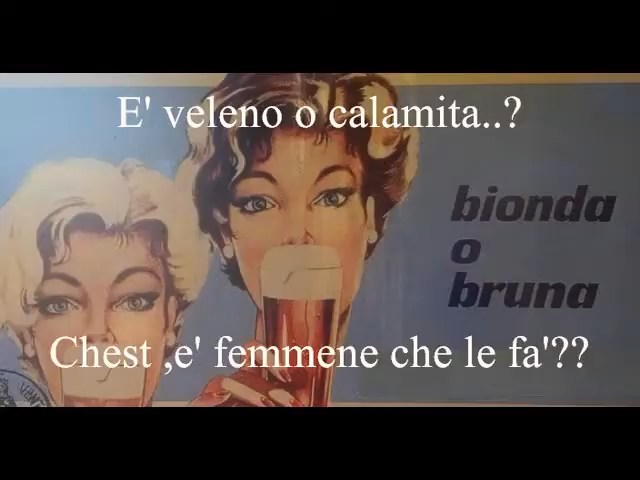 E' veleno o calamita..?
bionda
o
bruna
Chest ,e' femmene che le fa'??